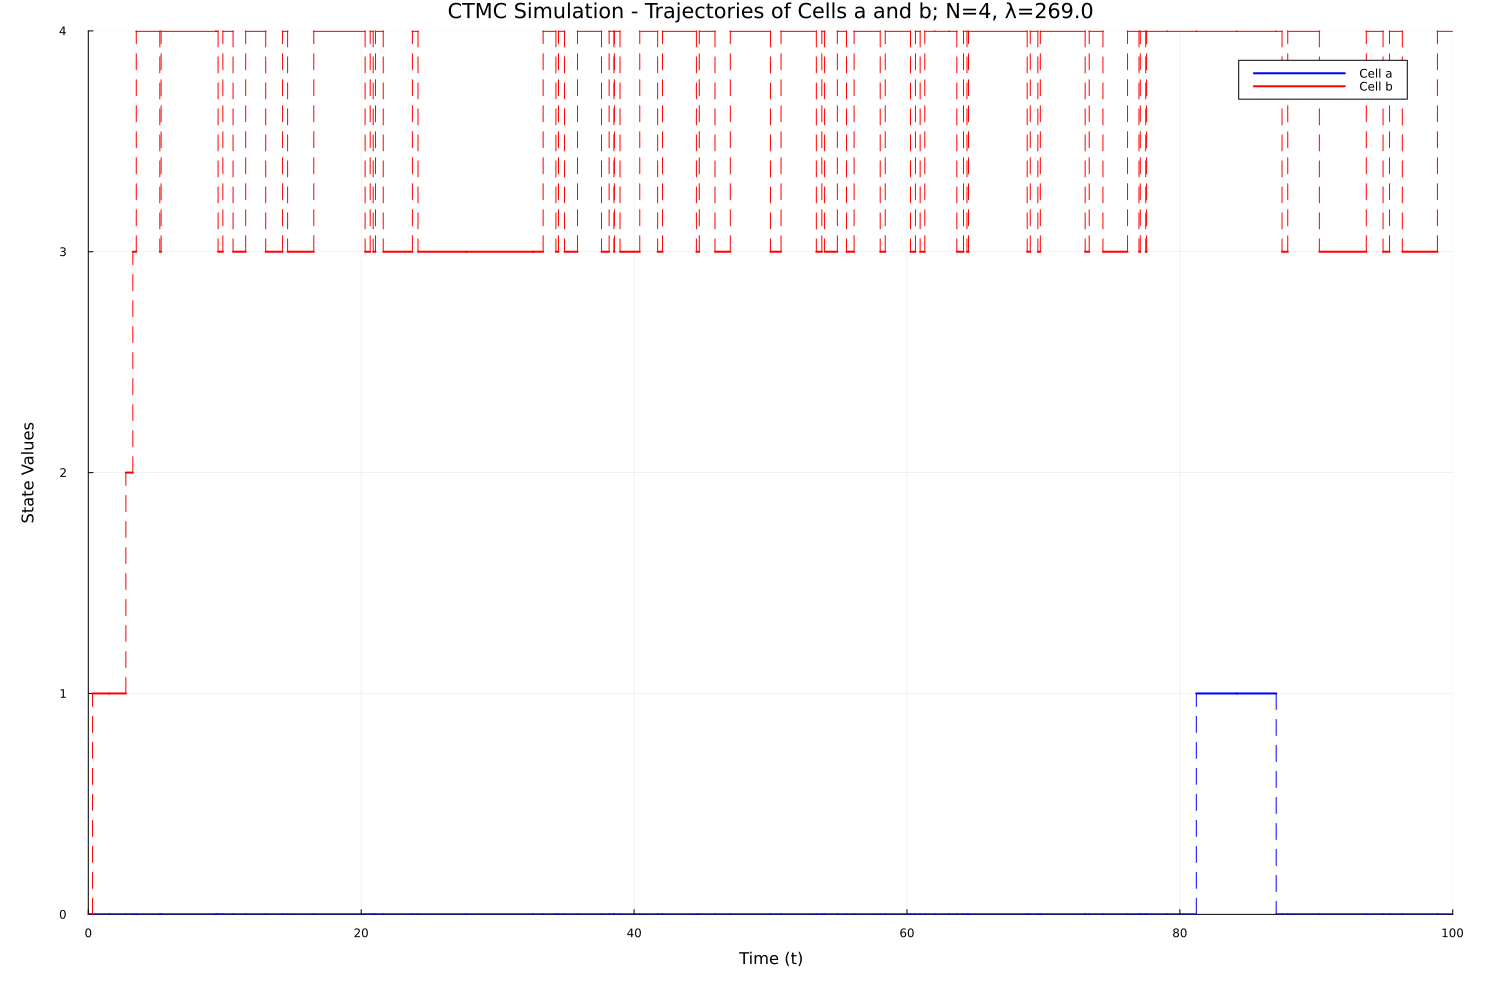 CTMC Simulation - Trajectories of Cells a and b; N=4, λ=269.0
4
Cell a
Cell b
3
State Values
2
1
0
0 20 40 60 80 100
Time (t)